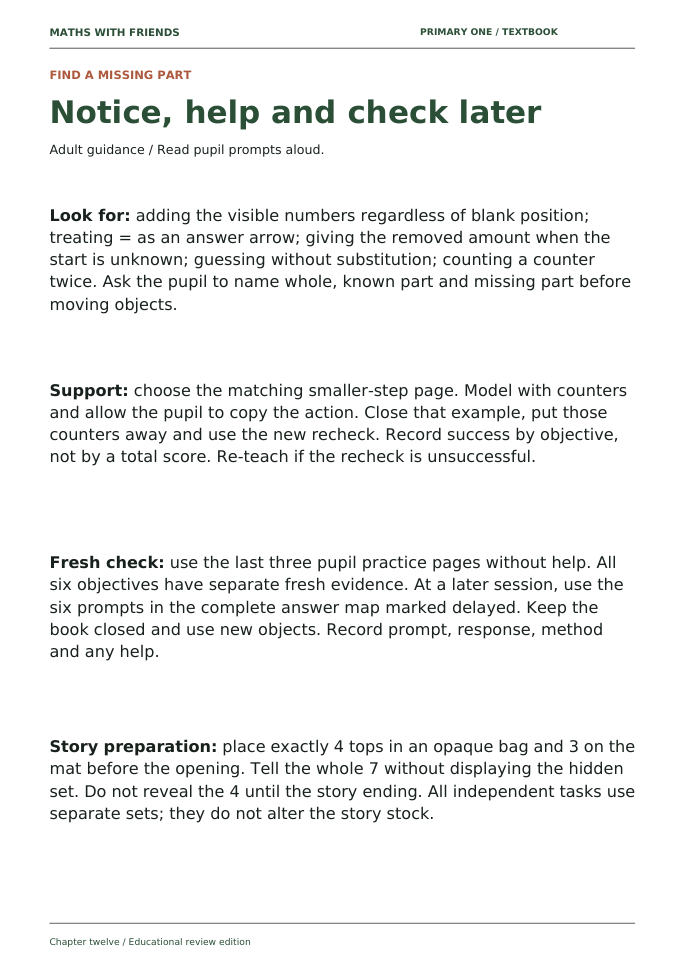 MATHS WITH FRIENDS
PRIMARY ONE / TEXTBOOK
FIND A MISSING PART
Notice, help and check later
Adult guidance / Read pupil prompts aloud.
Look for: adding the visible numbers regardless of blank position;
treating = as an answer arrow; giving the removed amount when the
start is unknown; guessing without substitution; counting a counter
twice. Ask the pupil to name whole, known part and missing part before
moving objects.
Support: choose the matching smaller-step page. Model with counters
and allow the pupil to copy the action. Close that example, put those
counters away and use the new recheck. Record success by objective,
not by a total score. Re-teach if the recheck is unsuccessful.
Fresh check: use the last three pupil practice pages without help. All
six objectives have separate fresh evidence. At a later session, use the
six prompts in the complete answer map marked delayed. Keep the
book closed and use new objects. Record prompt, response, method
and any help.
Story preparation: place exactly 4 tops in an opaque bag and 3 on the
mat before the opening. Tell the whole 7 without displaying the hidden
set. Do not reveal the 4 until the story ending. All independent tasks use
separate sets; they do not alter the story stock.
Chapter twelve / Educational review edition